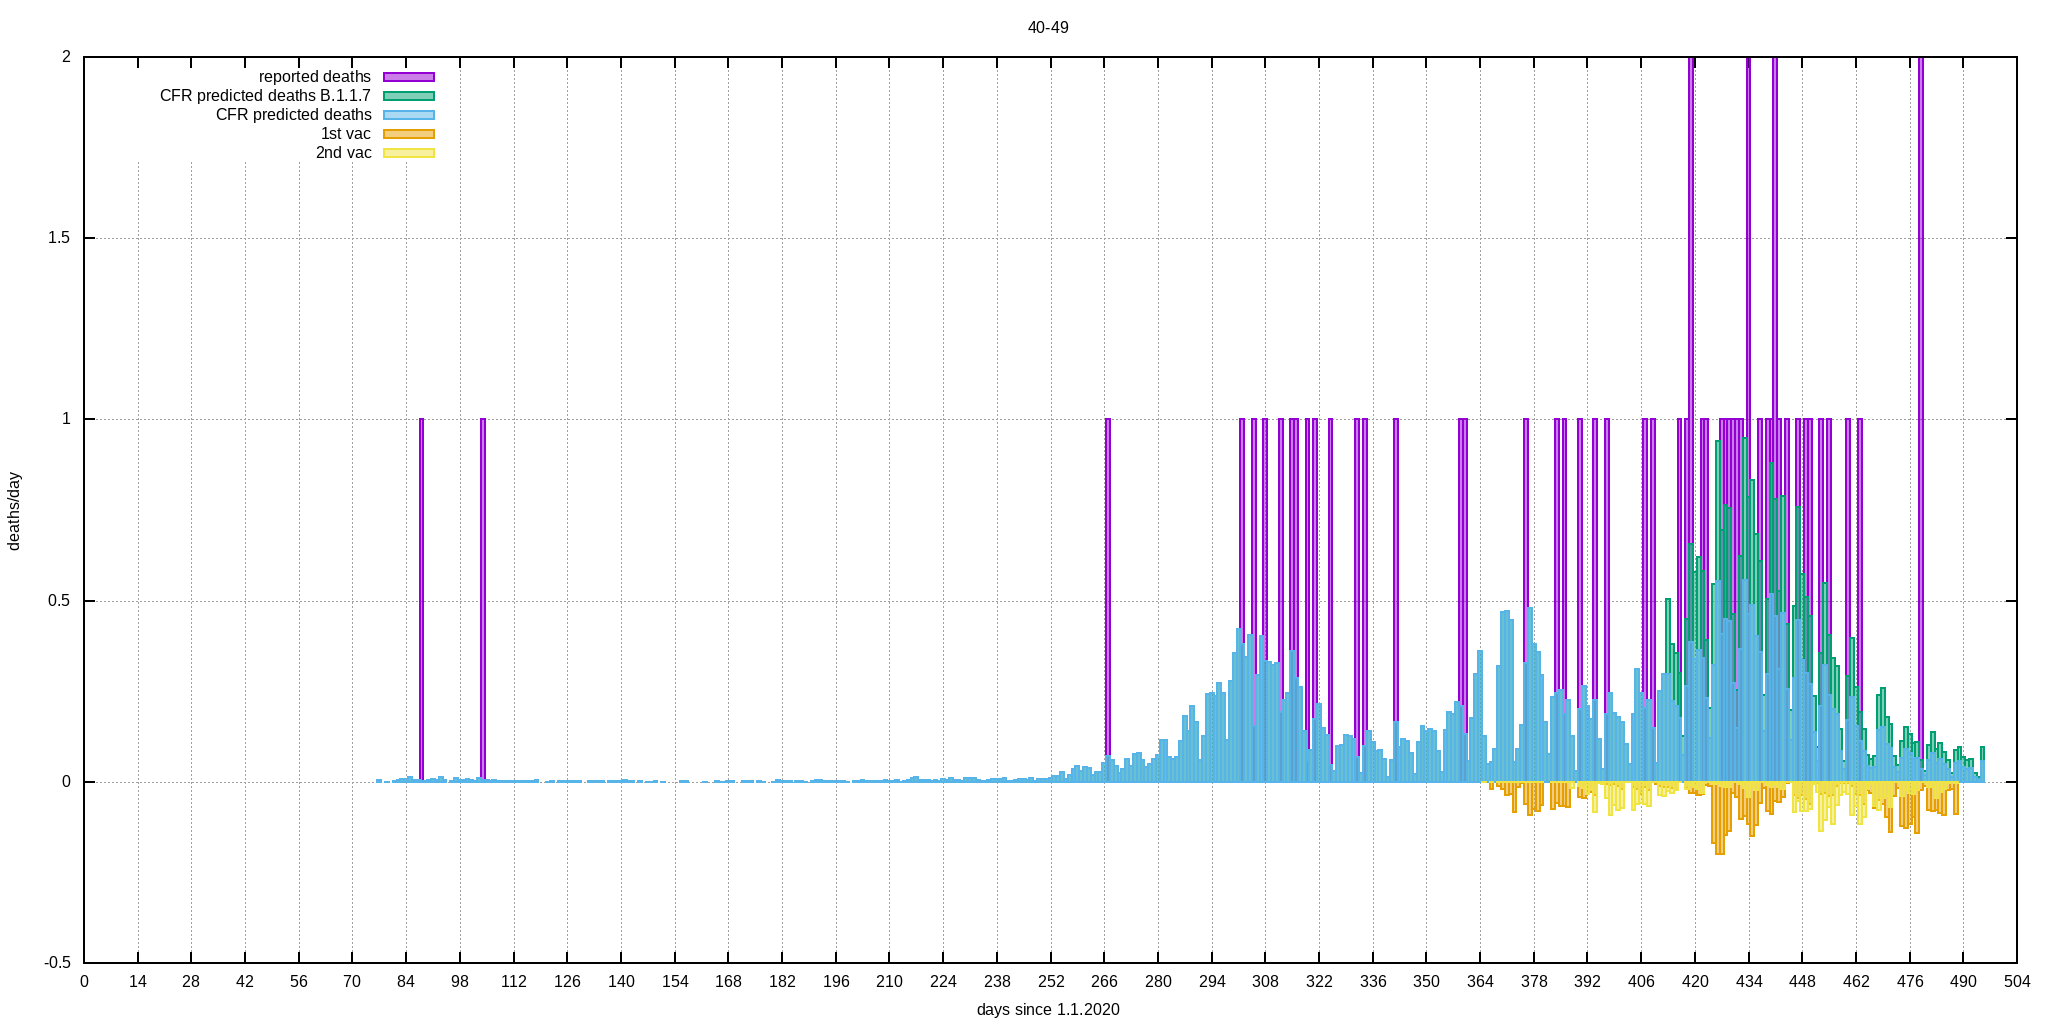 40-49
reported deaths
CFR predicted deaths B.1.1.7
CFR predicted deaths
1st vac
2nd vac
2
1.5
1
0.5
0
-0.5
deaths/day
0 14 28 42 56 70 84 98 112 126 140 154 168 182 196 210 224 238 252 266 280 294 308 322 336 350 364 378 392 406 420 434 448 462 476 490 504
days since 1.1.2020